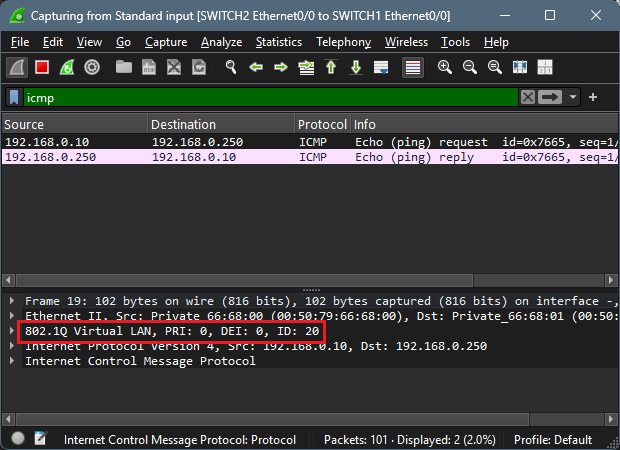 Capturing from Standard input [SWITCH2 Ethernet0/0 to SWITCH1 Ethernet0/0]
File Edit View Go Capture Analyze Statistics Telephony Wireless Tools Help
icmp
Source Destination Protocol Info
192.168.0.10 192.168.0.250 ICMP Echo (ping) request id=0x7665, seq=1/
192.168.0.250 192.168.0.10 ICMP Echo (ping) reply id=0x7665, seq=1/
Frame 19: 102 bytes on wire (816 bits), 102 bytes captured (816 bits) on interface -,
Ethernet II, Src: Private_66:68:00 (00:50:79:66:68:00), Dst: Private_66:68:01 (00:50:
802.1Q Virtual LAN, PRI: 0, DEI: 0, ID: 20
Internet Protocol Version 4, Src: 192.168.0.10, Dst: 192.168.0.250
Internet Control Message Protocol
Internet Control Message Protocol: Protocol Packets: 101 · Displayed: 2 (2.0%) Profile: Default